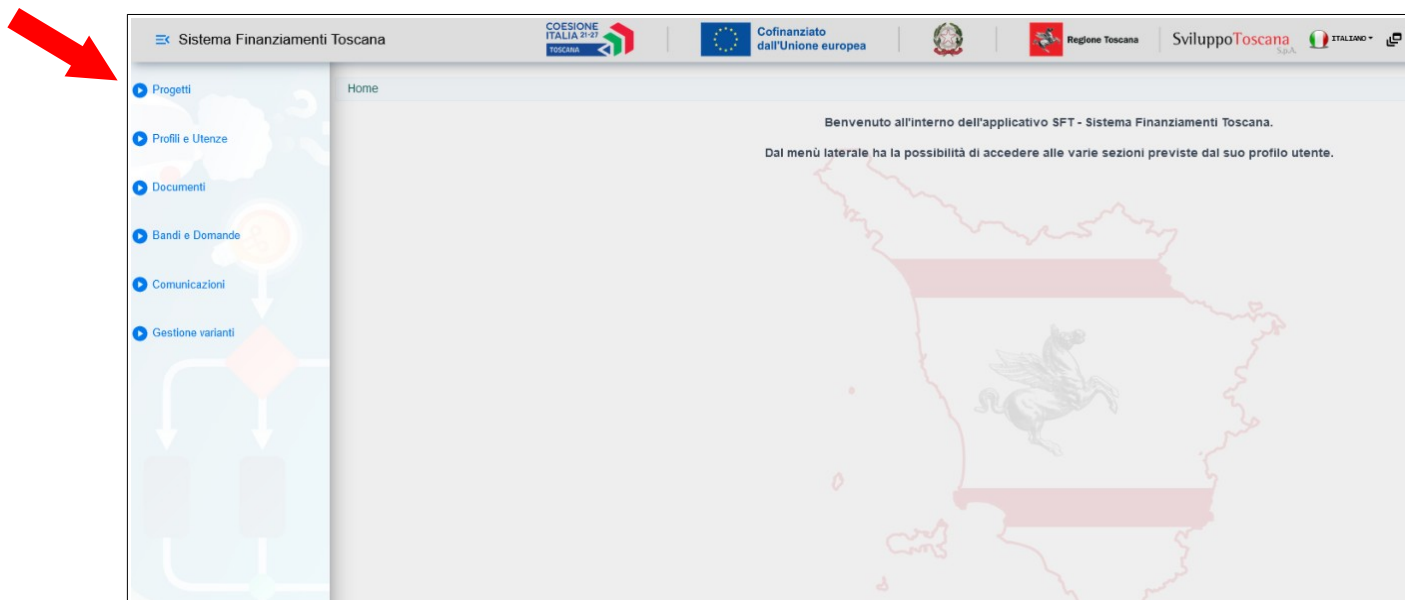 Sistema Finanziamenti Toscana
COESIONE
ITALIA 21-27
TOSCANA
Cofinanziato
dall'Unione europea
Regione Toscana
SviluppoToscana
S.p.A.
ITALIANO
Progetti
Profili e Utenze
Documenti
Bandi e Domande
Comunicazioni
Gestione varianti
Home
Benvenuto all'interno dell'applicativo SFT - Sistema Finanziamenti Toscana.
Dal menù laterale ha la possibilità di accedere alle varie sezioni previste dal suo profilo utente.